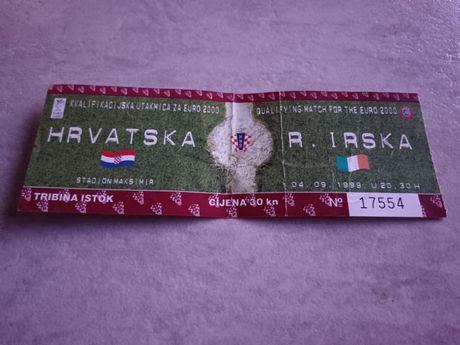 KVALIFIKACIJSKA UTAKMICA ZA EURO 2000
QUALIFYING MATCH FOR THE EURO 2000
HRVATSKA
R. IRSKA
STADION MAKSIMIR
04. 09. 1999. U 20,30 H
TRIBINA ISTOK
CIJENA 30 kn
No 17554